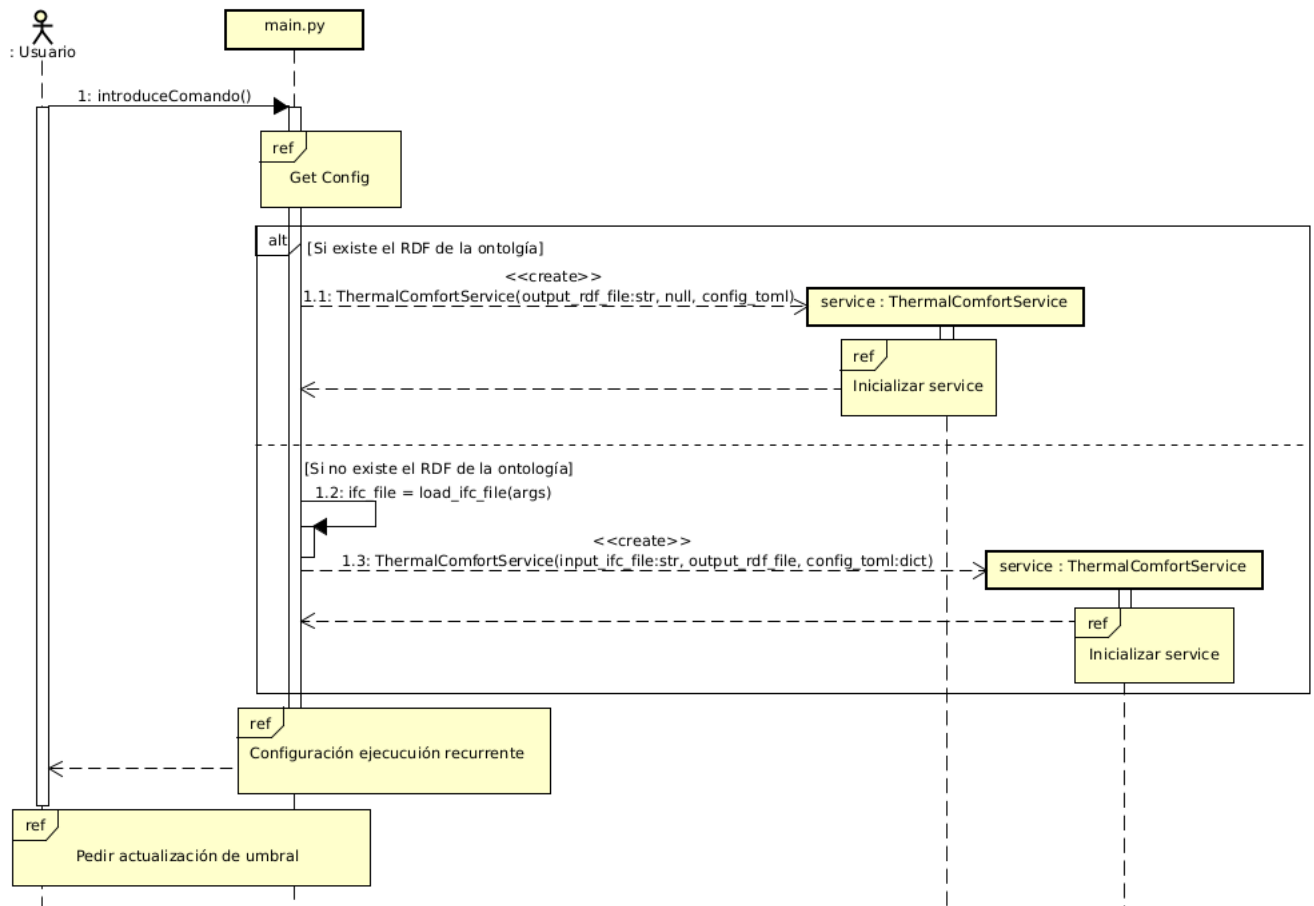 : Usuario
main.py
1: introduceComando()
ref
Get Config
alt
[Si existe el RDF de la ontolgía]
<<create>>
1.1: ThermalComfortService(output_rdf_file:str, null, config_toml)
service : ThermalComfortService
ref
Inicializar service
[Si no existe el RDF de la ontología]
1.2: ifc_file = load_ifc_file(args)
<<create>>
1.3: ThermalComfortService(input_ifc_file:str, output_rdf_file, config_toml:dict)
service : ThermalComfortService
ref
Inicializar service
ref
Configuración ejecucuión recurrente
ref
Pedir actualización de umbral